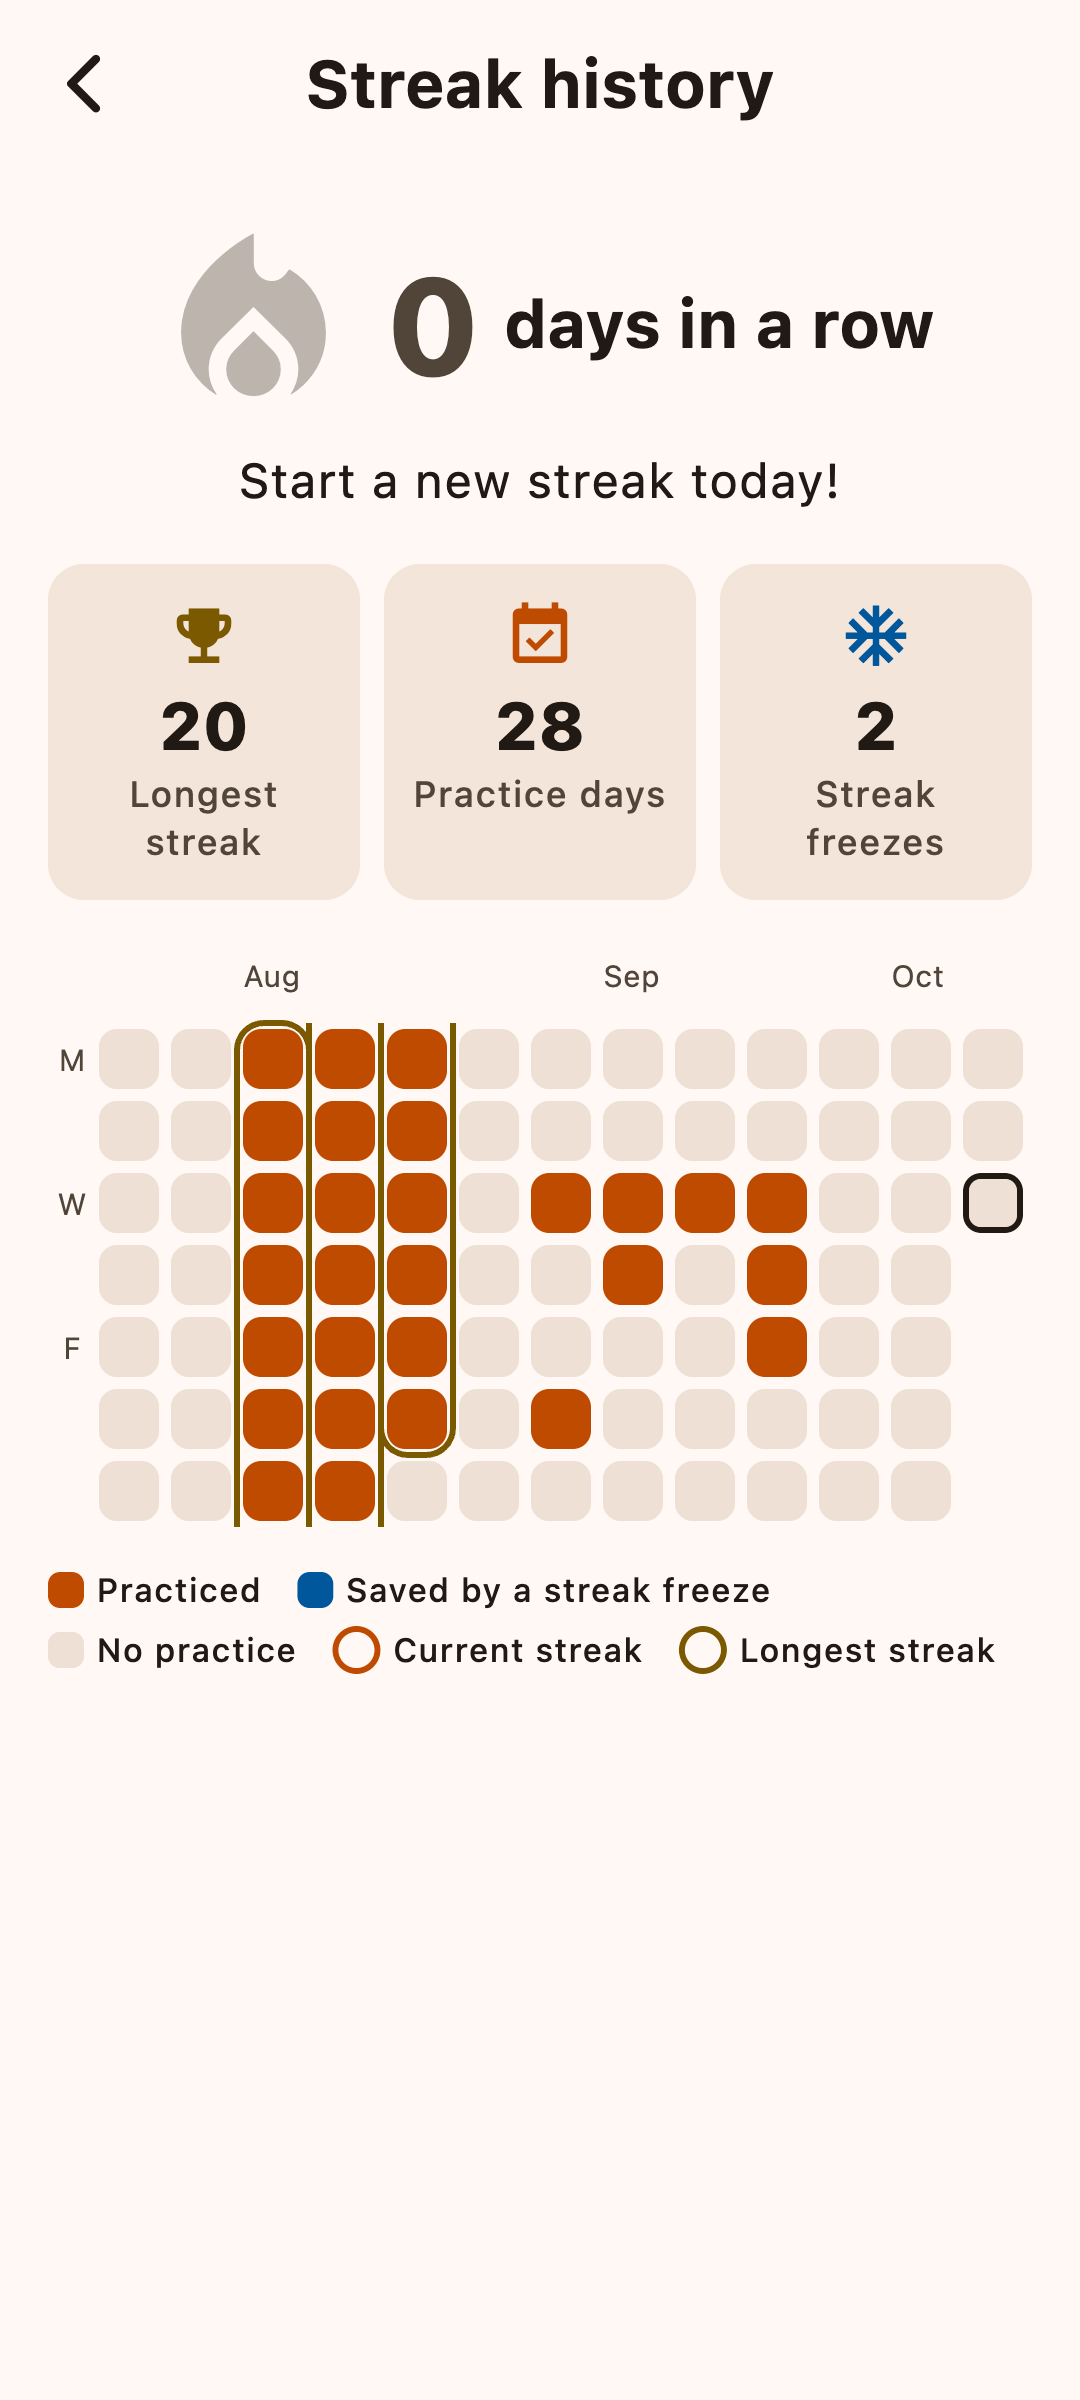 Streak history
0 days in a row
Start a new streak today!
20
Longest
streak
28
Practice days
2
Streak
freezes
Aug Sep Oct
M
W
F
Practiced Saved by a streak freeze
No practice Current streak Longest streak